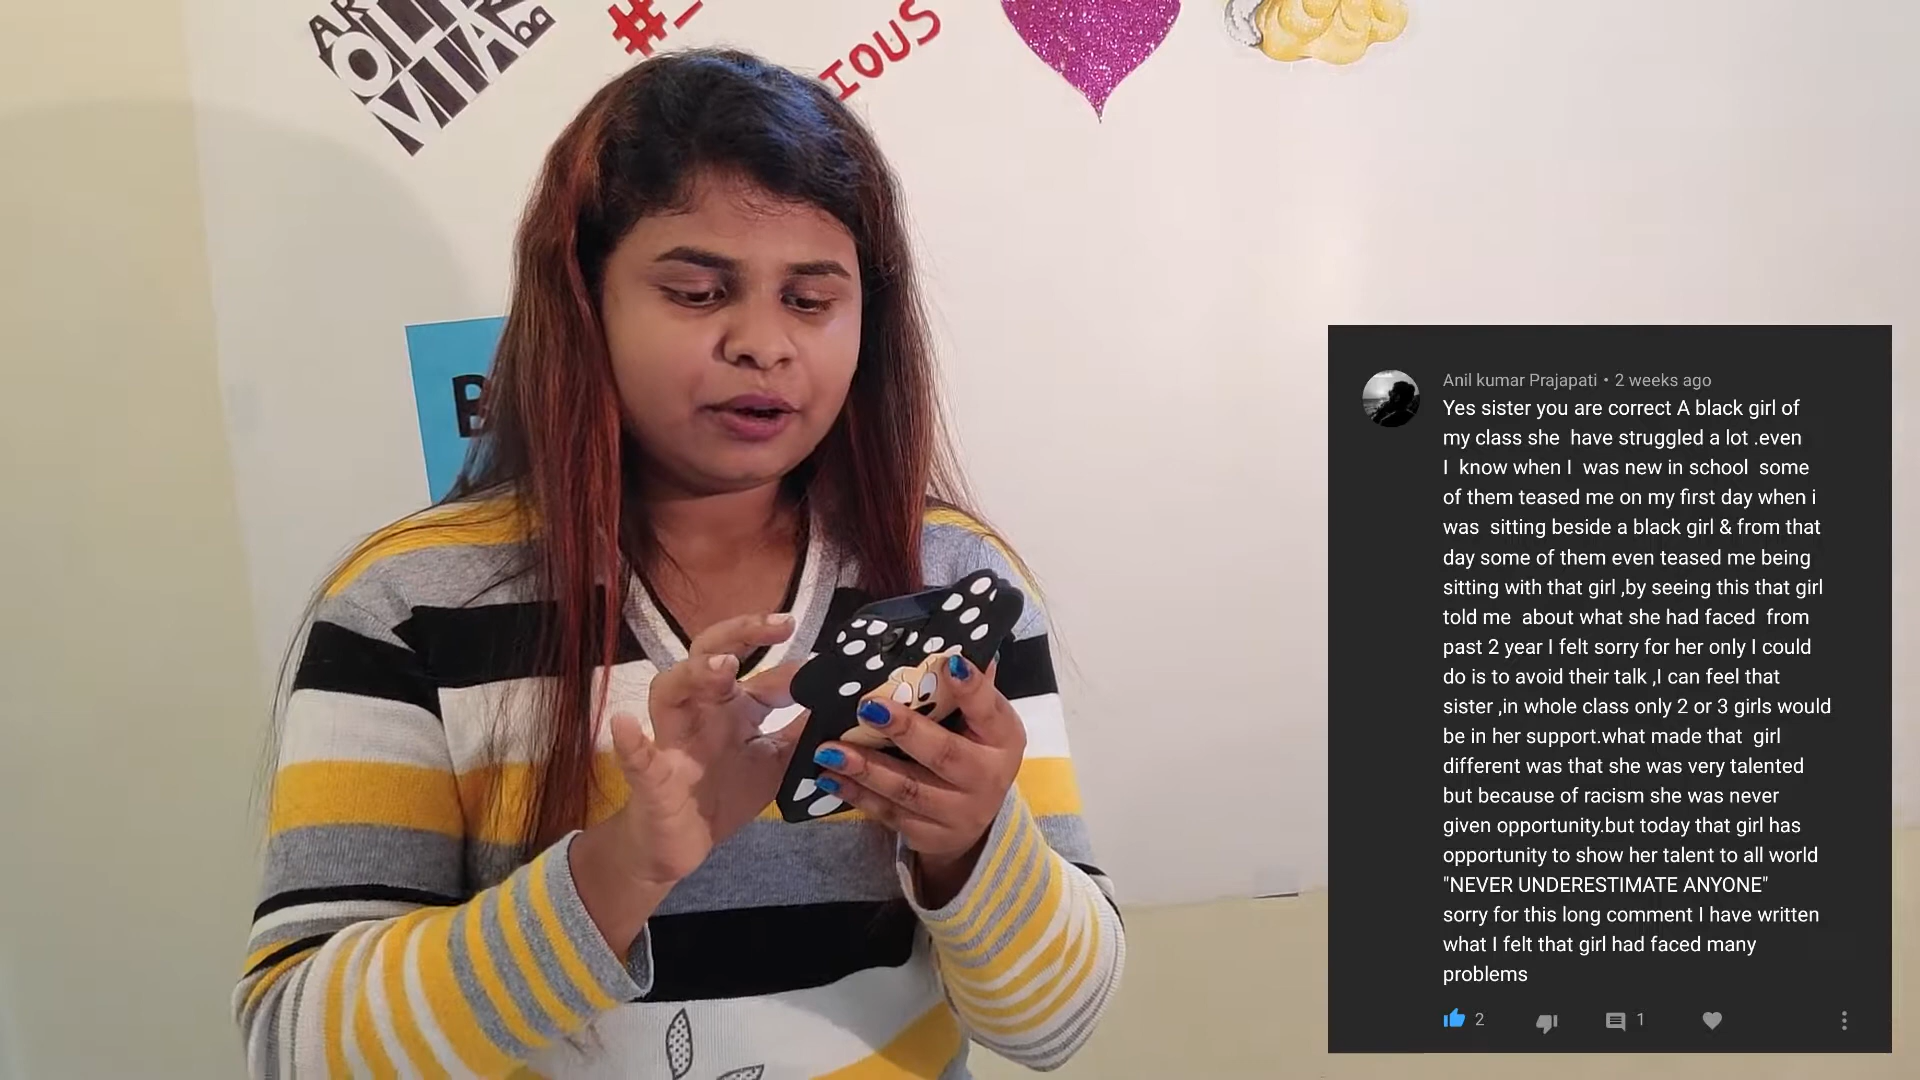 #_
IOUS
B
Anil kumar Prajapati • 2 weeks ago
Yes sister you are correct A black girl of
my class she have struggled a lot .even
I know when I was new in school some
of them teased me on my first day when i
was sitting beside a black girl & from that
day some of them even teased me being
sitting with that girl ,by seeing this that girl
told me about what she had faced from
past 2 year I felt sorry for her only I could
do is to avoid their talk ,I can feel that
sister ,in whole class only 2 or 3 girls would
be in her support.what made that girl
different was that she was very talented
but because of racism she was never
given opportunity.but today that girl has
opportunity to show her talent to all world
"NEVER UNDERESTIMATE ANYONE"
sorry for this long comment I have written
what I felt that girl had faced many
problems
2
1